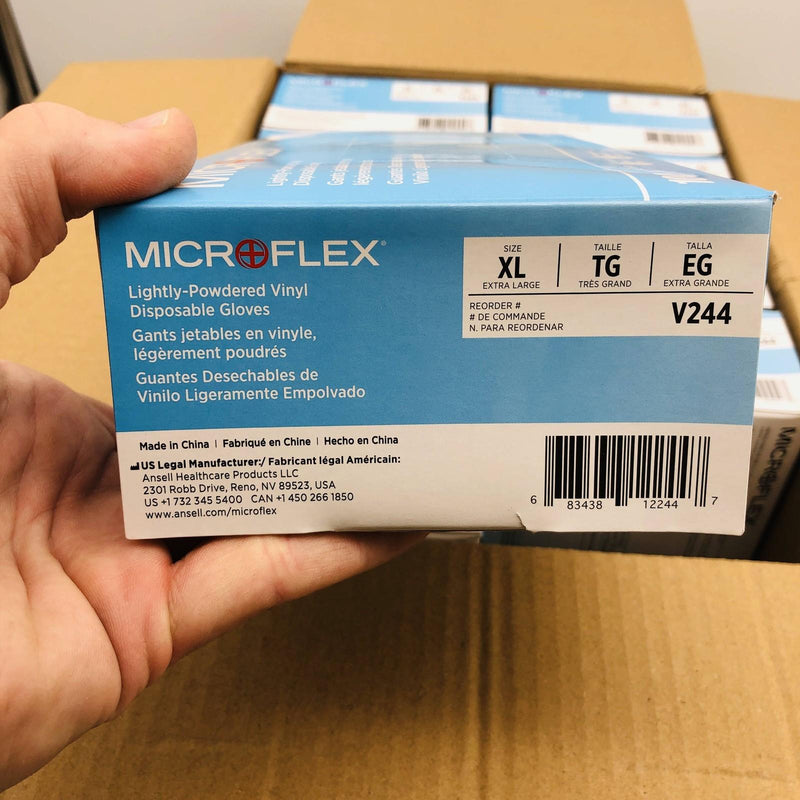 MICROFLEX
MICROFLEX
MICROFLEX®
Lightly-Powdered Vinyl
Disposable Gloves
Gants jetables en vinyle,
légèrement poudrés
Guantes Desechables de
Vinilo Ligeramente Empolvado
SIZE
XL
EXTRA LARGE
TAILLE
TG
TRÈS GRAND
TALLA
EG
EXTRA GRANDE
REORDER #
# DE COMMANDE
N. PARA REORDENAR
V244
Made in China | Fabriqué en Chine | Hecho en China
US Legal Manufacturer:/ Fabricant légal Américain:
Ansell Healthcare Products LLC
2301 Robb Drive, Reno, NV 89523, USA
US +1 732 345 5400 CAN +1 450 266 1850
www.ansell.com/microflex
6 83438 12244 7
MICROFLEX